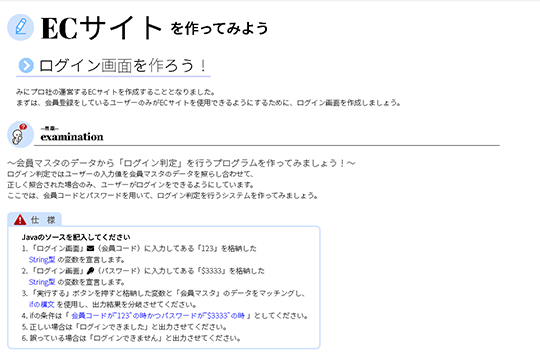 ECサイトを作ってみよう
ログイン画面を作ろう！
みにプロ社の運営するECサイトを作成することとなりました。
まずは、会員登録をしているユーザーのみがECサイトを使用できるようにするために、ログイン画面を作成しましょう。
examination
～会員マスタのデータから「ログイン判定」を行うプログラムを作ってみましょう！～
ログイン判定ではユーザーの入力値を会員マスタのデータを照らし合わせて、
正しく照合された場合のみ、ユーザーがログインをできるようにしています。
ここでは、会員コードとパスワードを用いて、ログイン判定を行うシステムを作ってみましょう。
仕 様
Javaのソースを記入してください
1. 「ログイン画面」（会員コード）に入力してある「123」を格納した
String型 の変数を宣言します。
2. 「ログイン画面」（パスワード）に入力してある「$3333」を格納した
String型 の変数を宣言します。
3. 「実行する」ボタンを押すと格納した変数と「会員マスタ」のデータをマッチングし、
ifの構文 を使用し、出力結果を分岐させてください。
4. ifの条件は「 会員コードが"123"の時かつパスワードが"$3333"の時 」としてください。
5. 正しい場合は「ログインできました」と出力させてください。
6. 誤っている場合は「ログインできません」と出力させてください。